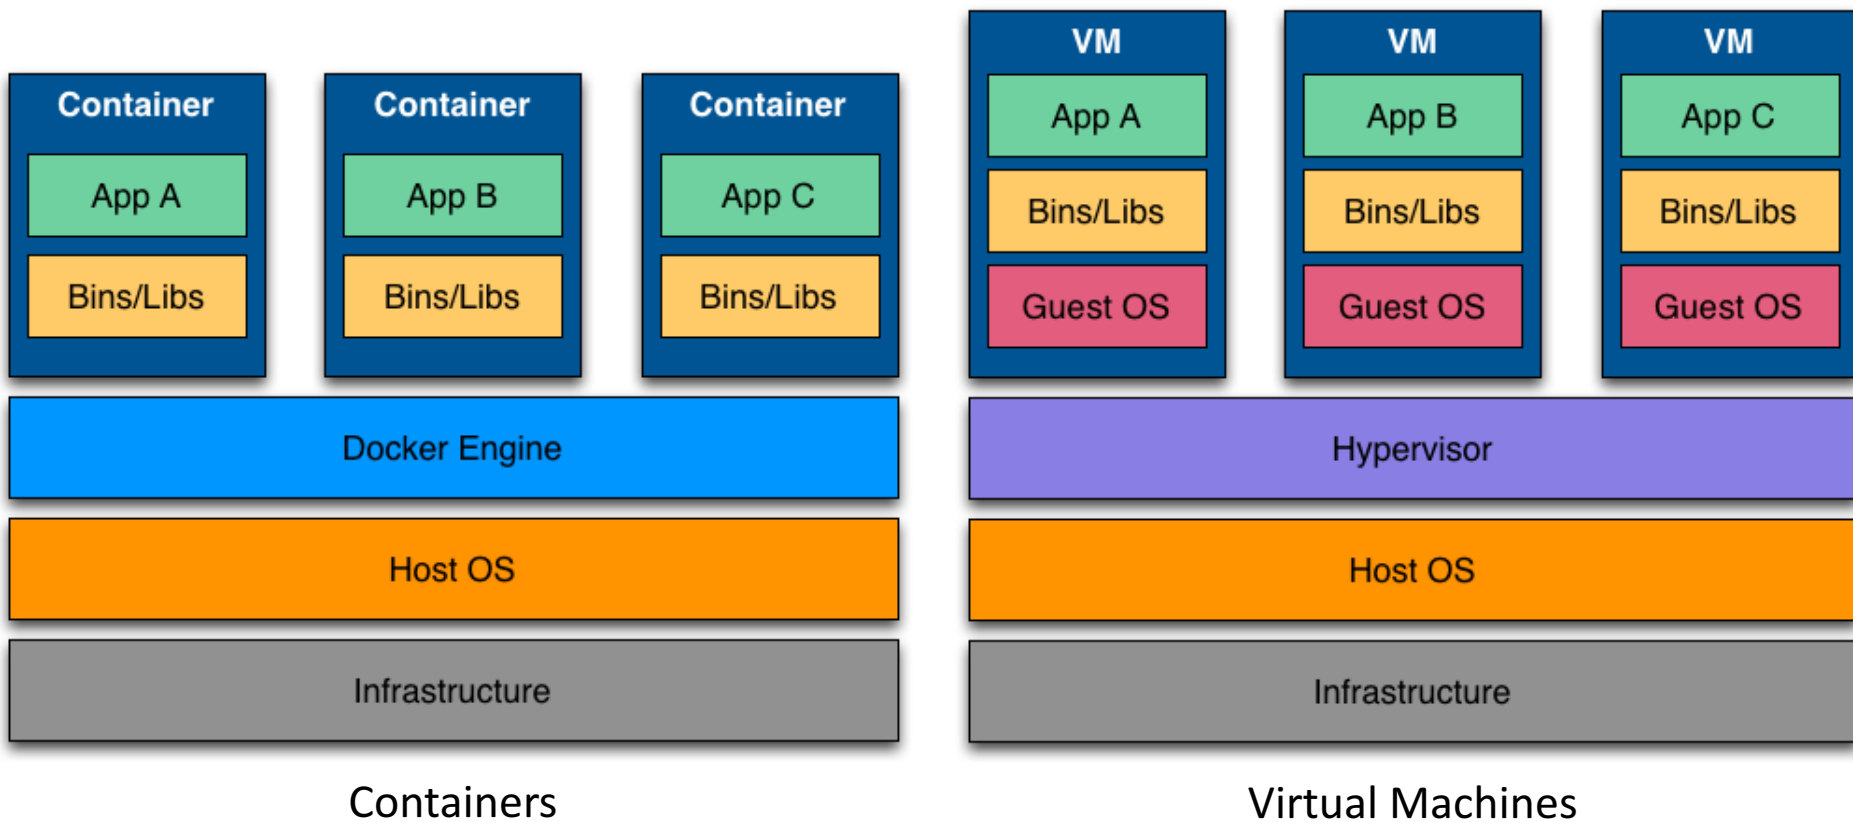 Container
App A
Bins/Libs
Container
App B
Bins/Libs
Container
App C
Bins/Libs
Docker Engine
Host OS
Infrastructure
Containers
VM
App A
Bins/Libs
Guest OS
VM
App B
Bins/Libs
Guest OS
VM
App C
Bins/Libs
Guest OS
Hypervisor
Host OS
Infrastructure
Virtual Machines